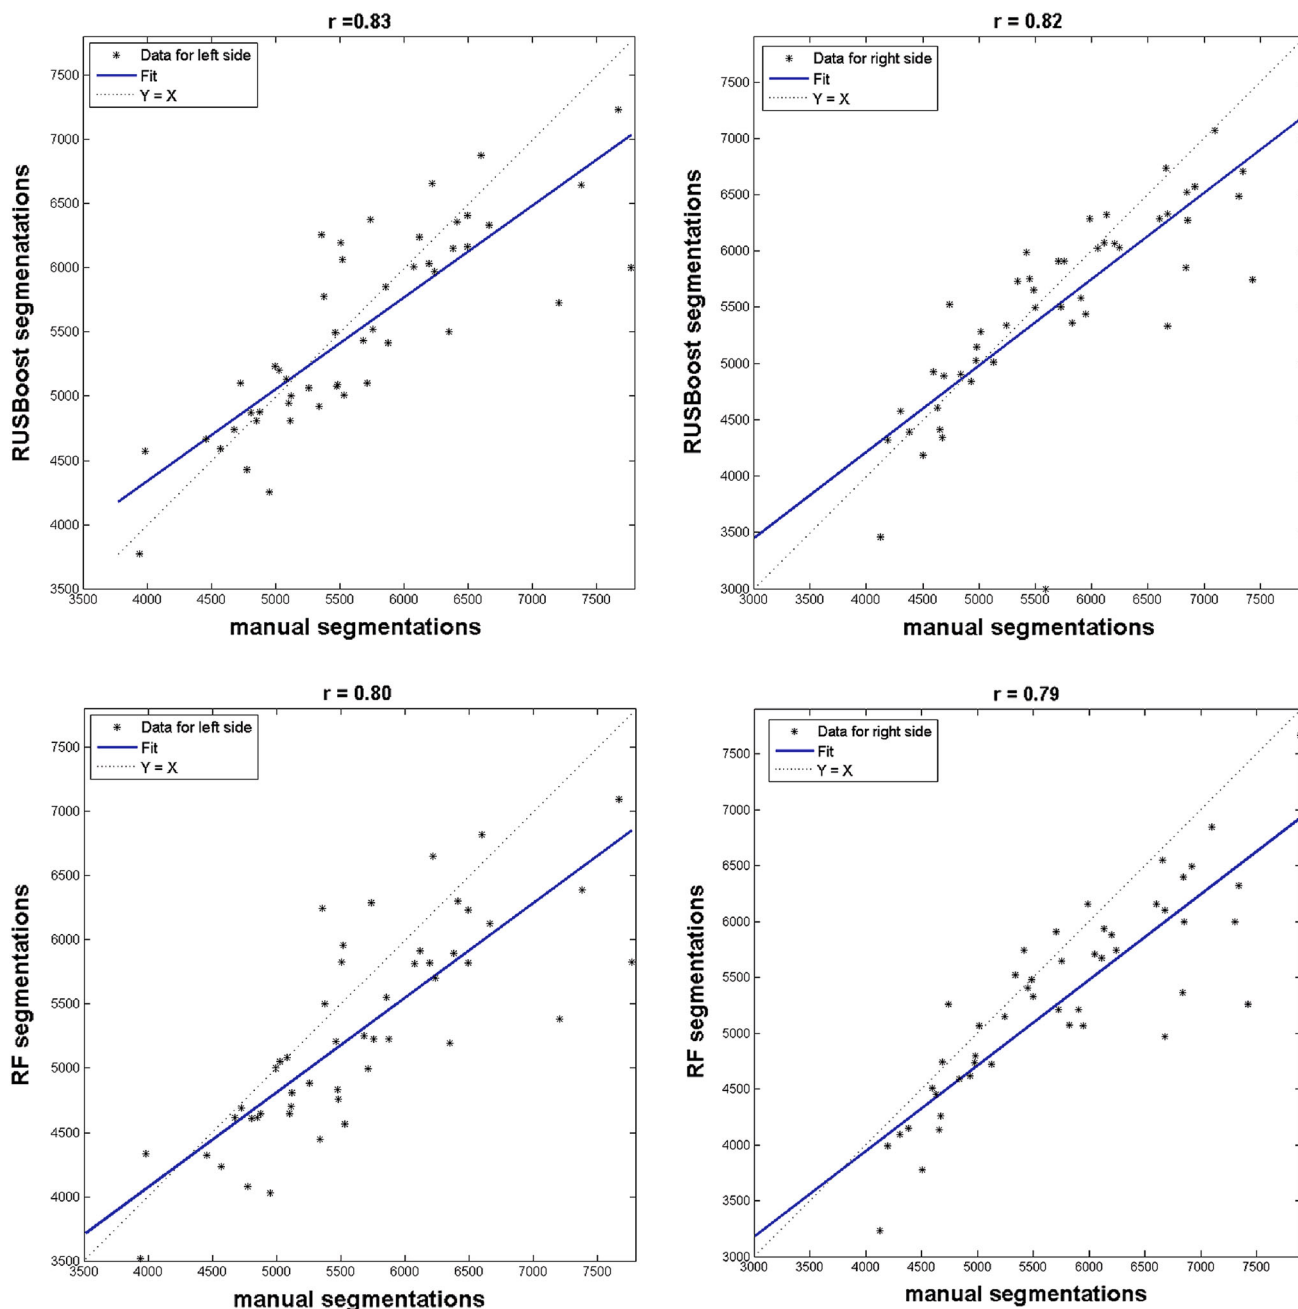 r =0.83
Data for left side
Fit
Y = X
7500
7000
6500
6000
5500
5000
4500
4000
3500
RUSBoost segmenatations
3500 4000 4500 5000 5500 6000 6500 7000 7500
manual segmentations
r = 0.82
Data for right side
Fit
Y = X
7500
7000
6500
6000
5500
5000
4500
4000
3500
3000
RUSBoost segmentations
3000 3500 4000 4500 5000 5500 6000 6500 7000 7500
manual segmentations
r = 0.80
Data for left side
Fit
Y = X
7500
7000
6500
6000
5500
5000
4500
4000
3500
RF segmentations
3500 4000 4500 5000 5500 6000 6500 7000 7500
manual segmentations
r = 0.79
Data for right side
Fit
Y = X
7500
7000
6500
6000
5500
5000
4500
4000
3500
3000
RF segmentations
3000 3500 4000 4500 5000 5500 6000 6500 7000 7500
manual segmentations